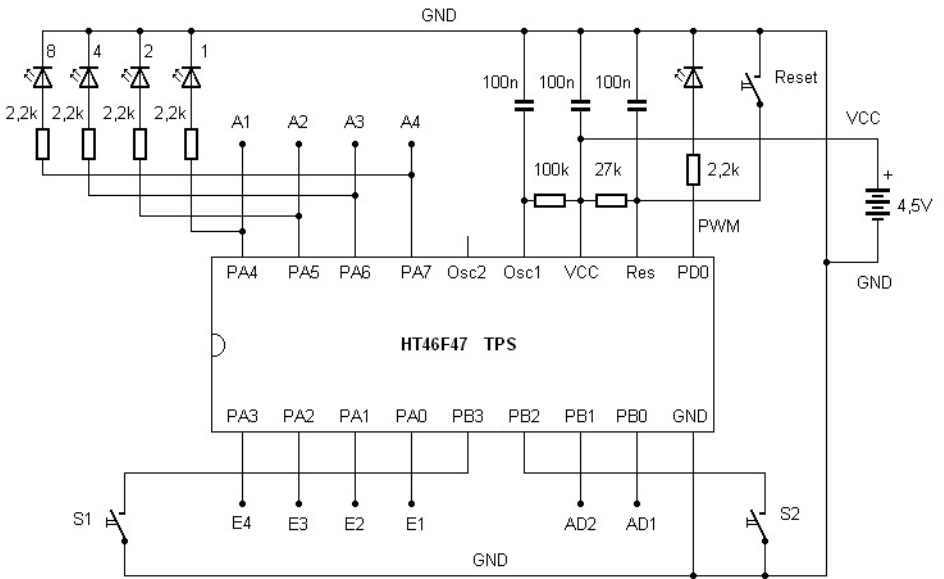 GND
8 4 2 1
100n 100n 100n
Reset
2,2k 2,2k 2,2k 2,2k
A1 A2 A3 A4
VCC
100k 27k 2,2k
+
4,5V
PWM
PA4 PA5 PA6 PA7 Osc2 Osc1 VCC Res PD0
GND
HT46F47 TPS
PA3 PA2 PA1 PA0 PB3 PB2 PB1 PB0 GND
S1 E4 E3 E2 E1 AD2 AD1 S2
GND